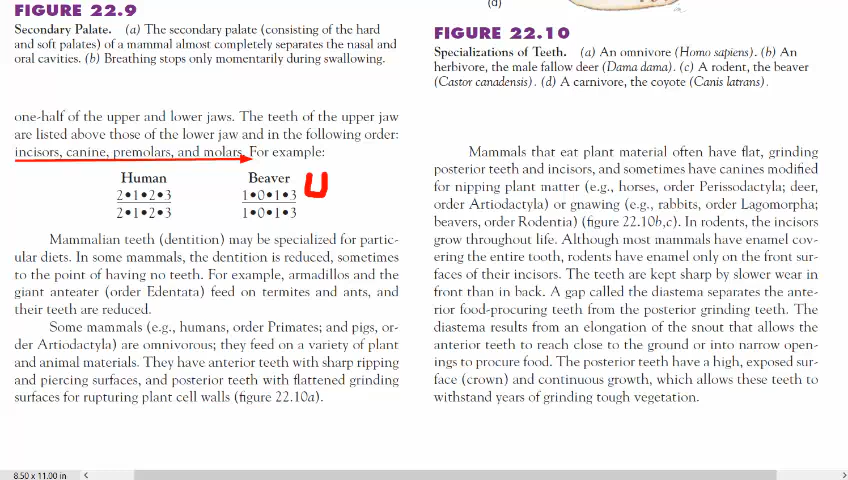 FIGURE 22.9
Secondary Palate. (a) The secondary palate (consisting of the hard
and soft palates) of a mammal almost completely separates the nasal and
oral cavities. (b) Breathing stops only momentarily during swallowing.
one-half of the upper and lower jaws. The teeth of the upper jaw
are listed above those of the lower jaw and in the following order:
incisors, canine, premolars, and molars. For example:
Human Beaver
2•1•2•3 1•0•1•3 U
2•1•2•3 1•0•1•3
Mammalian teeth (dentition) may be specialized for partic-
ular diets. In some mammals, the dentition is reduced, sometimes
to the point of having no teeth. For example, armadillos and the
giant anteater (order Edentata) feed on termites and ants, and
their teeth are reduced.
Some mammals (e.g., humans, order Primates; and pigs, or-
der Artiodactyla) are omnivorous; they feed on a variety of plant
and animal materials. They have anterior teeth with sharp ripping
and piercing surfaces, and posterior teeth with flattened grinding
surfaces for rupturing plant cell walls (figure 22.10a).
(d)
FIGURE 22.10
Specializations of Teeth. (a) An omnivore (Homo sapiens). (b) An
herbivore, the male fallow deer (Dama dama). (c) A rodent, the beaver
(Castor canadensis). (d) A carnivore, the coyote (Canis latrans).
Mammals that eat plant material often have flat, grinding
posterior teeth and incisors, and sometimes have canines modified
for nipping plant matter (e.g., horses, order Perissodactyla; deer,
order Artiodactyla) or gnawing (e.g., rabbits, order Lagomorpha;
beavers, order Rodentia) (figure 22.10b,c). In rodents, the incisors
grow throughout life. Although most mammals have enamel cov-
ering the entire tooth, rodents have enamel only on the front sur-
faces of their incisors. The teeth are kept sharp by slower wear in
front than in back. A gap called the diastema separates the ante-
rior food-procuring teeth from the posterior grinding teeth. The
diastema results from an elongation of the snout that allows the
anterior teeth to reach close to the ground or into narrow open-
ings to procure food. The posterior teeth have a high, exposed sur-
face (crown) and continuous growth, which allows these teeth to
withstand years of grinding tough vegetation.
8.50 x 11.00 in